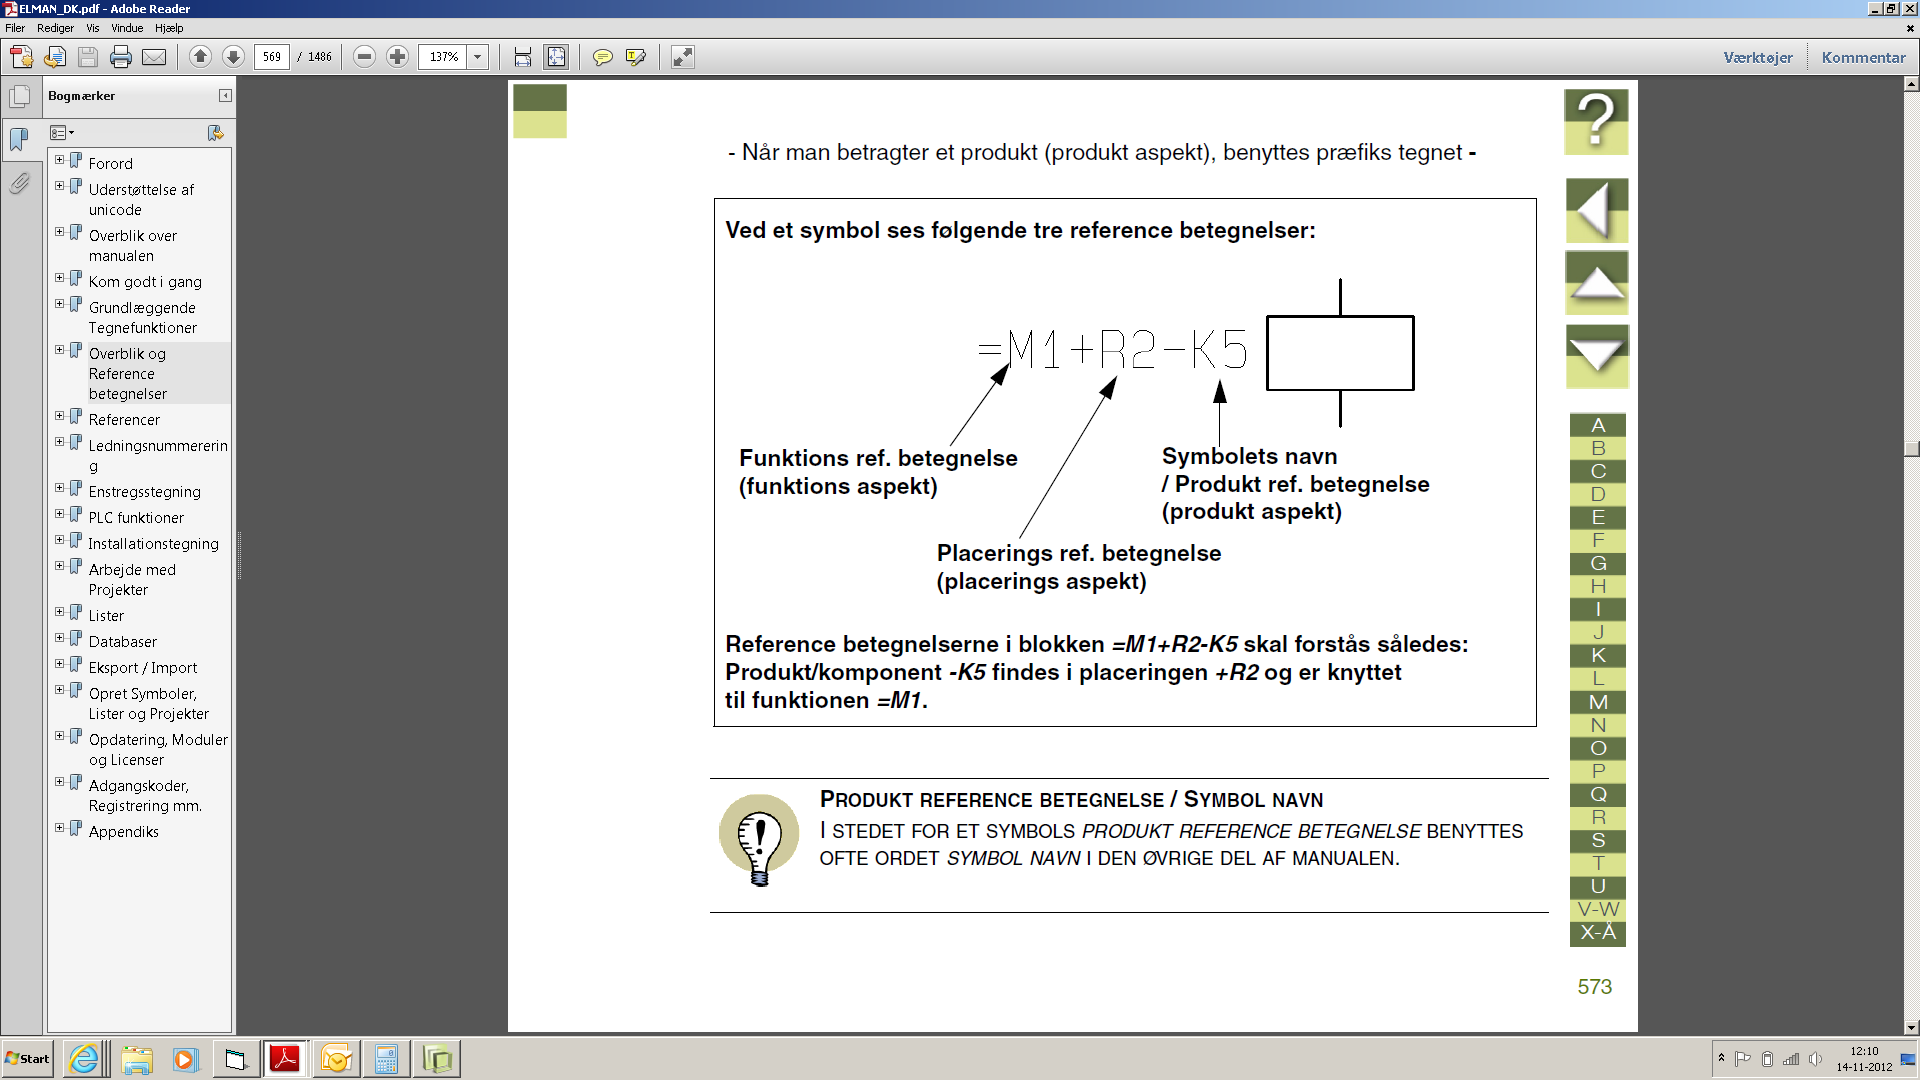 ELMAN_DK.pdf - Adobe Reader
Filer Rediger Vis Vindue Hjælp
569 / 1486 137% Værktøjer Kommentar
Bogmærker
Forord
Uderstøttelse af
unicode
Overblik over
manualen
Kom godt i gang
Grundlæggende
Tegnefunktioner
Overblik og
Reference
betegnelser
Referencer
Ledningsnummererin
g
Enstregsstegning
PLC funktioner
Installationstegning
Arbejde med
Projekter
Lister
Databaser
Eksport / Import
Opret Symboler,
Lister og Projekter
Opdatering, Moduler
og Licenser
Adgangskoder,
Registrering mm.
Appendiks
- Når man betragter et produkt (produkt aspekt), benyttes præfiks tegnet -
Ved et symbol ses følgende tre reference betegnelser:
=M1+R2-K5
Funktions ref. betegnelse
(funktions aspekt)
Symbolets navn
/ Produkt ref. betegnelse
(produkt aspekt)
Placerings ref. betegnelse
(placerings aspekt)
Reference betegnelserne i blokken =M1+R2-K5 skal forstås således:
Produkt/komponent -K5 findes i placeringen +R2 og er knyttet
til funktionen =M1.
!
PRODUKT REFERENCE BETEGNELSE / SYMBOL NAVN
I STEDET FOR ET SYMBOLS PRODUKT REFERENCE BETEGNELSE BENYTTES
OFTE ORDET SYMBOL NAVN I DEN ØVRIGE DEL AF MANUALEN.
?
A
B
C
D
E
F
G
H
I
J
K
L
M
N
O
P
Q
R
S
T
U
V-W
X-Å
573
Start
12:10
14-11-2012